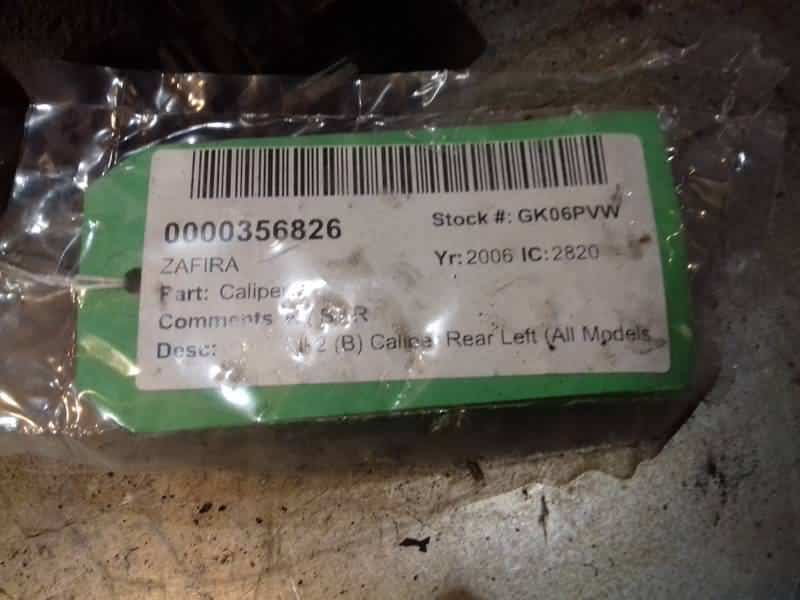 0000356826
Stock #: GK06PVW
ZAFIRA
Yr: 2006 IC: 2820
Part: Caliper
Comments
Desc: (B) Caliper Rear Left (All Models